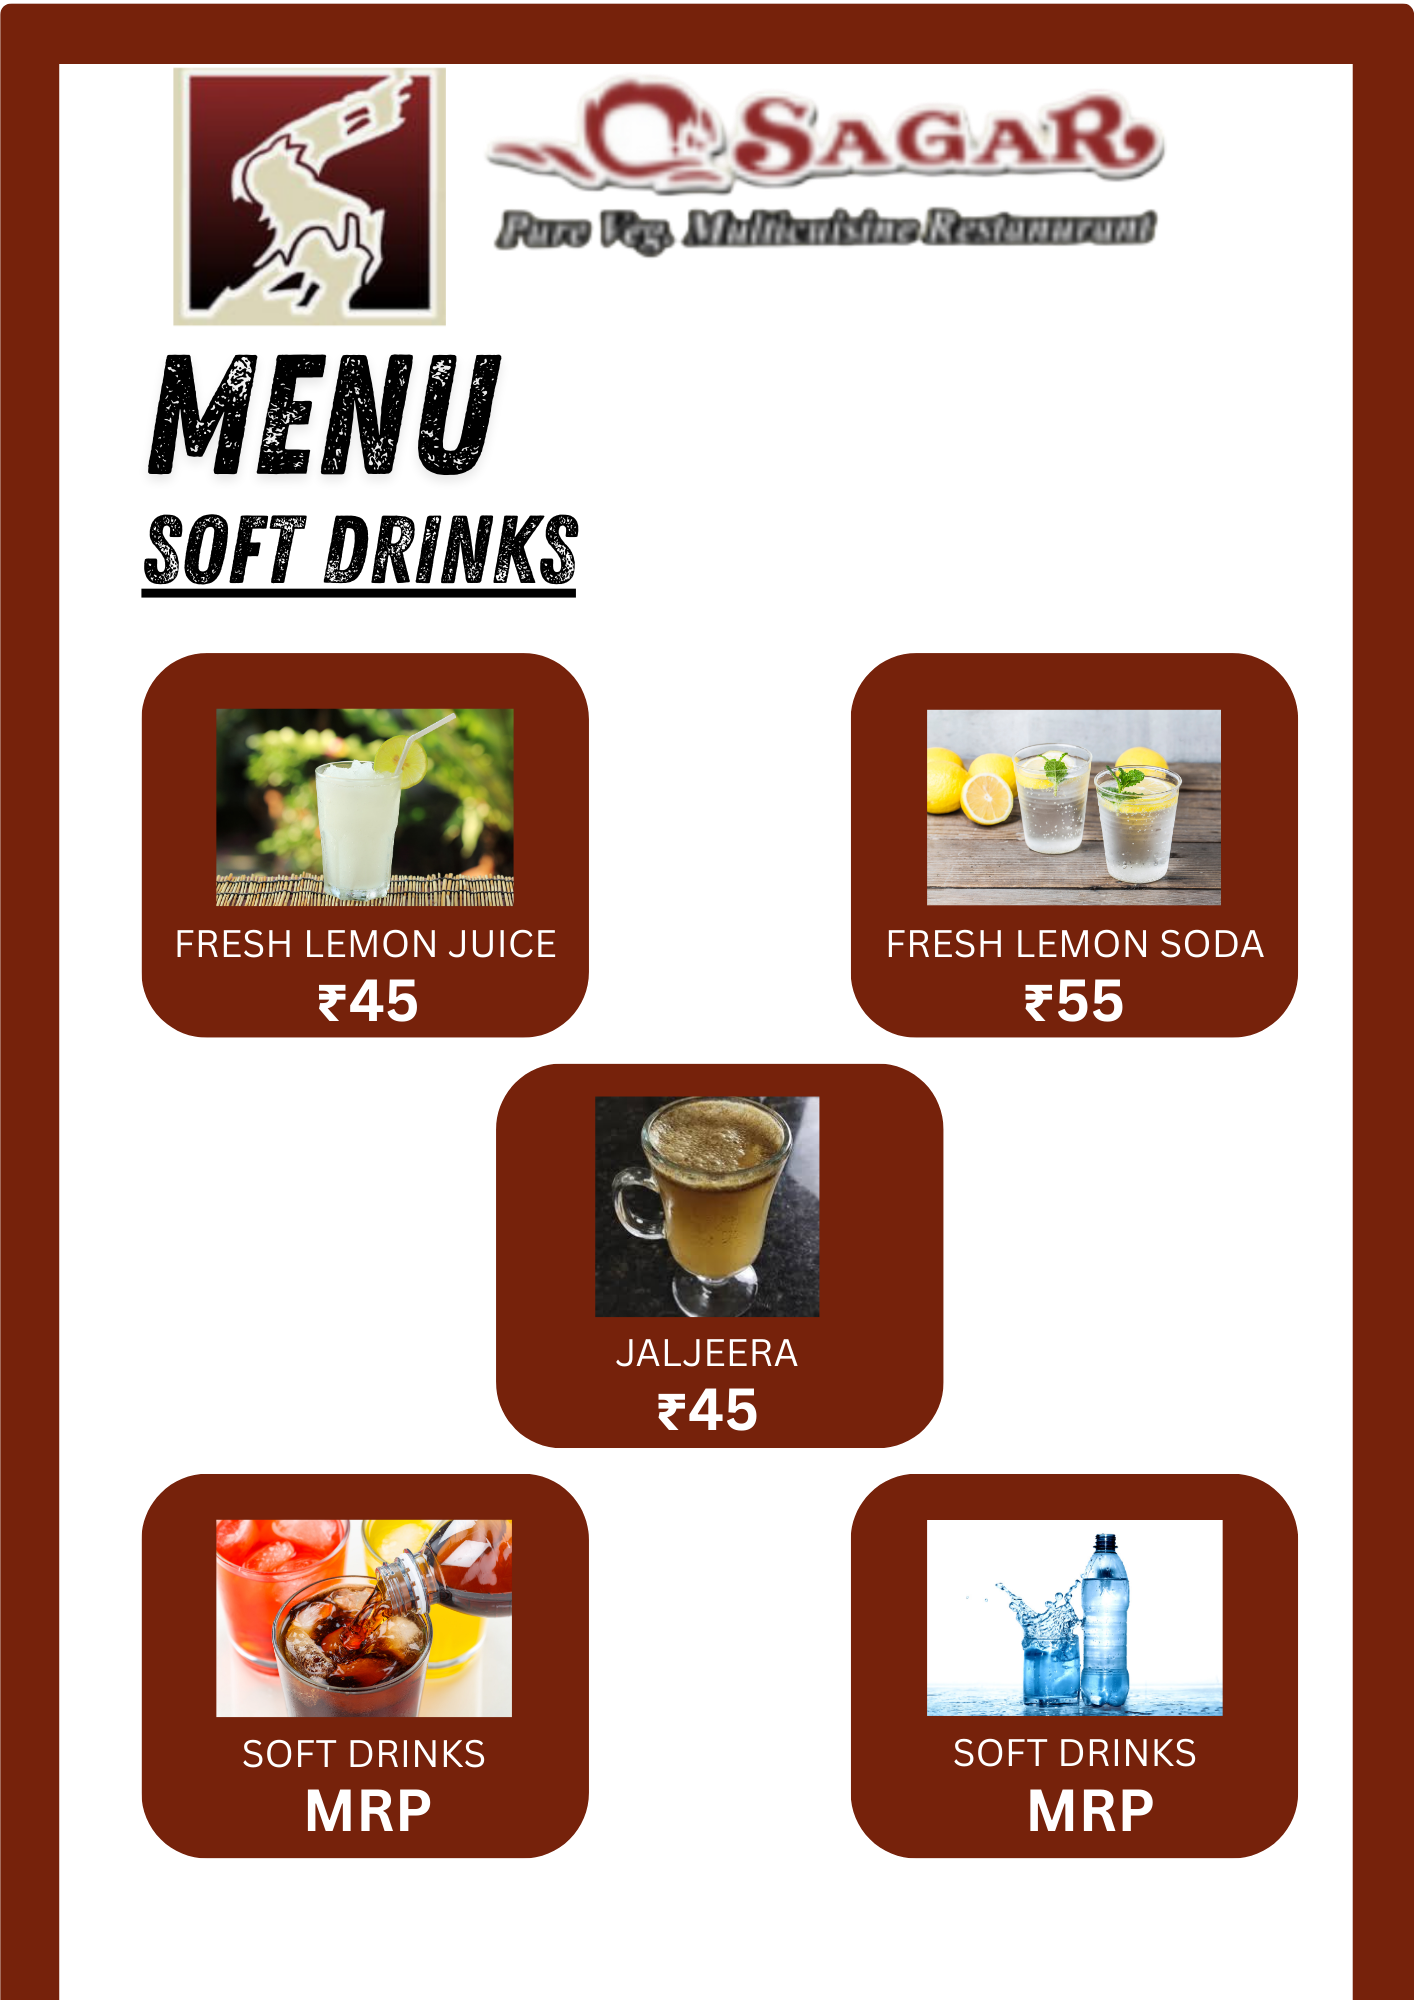 SAGAR
Pure Veg. Multicuisine Restaunurant
MENU
SOFT DRINKS
FRESH LEMON JUICE
₹45
FRESH LEMON SODA
₹55
JALJEERA
₹45
SOFT DRINKS
MRP
SOFT DRINKS
MRP